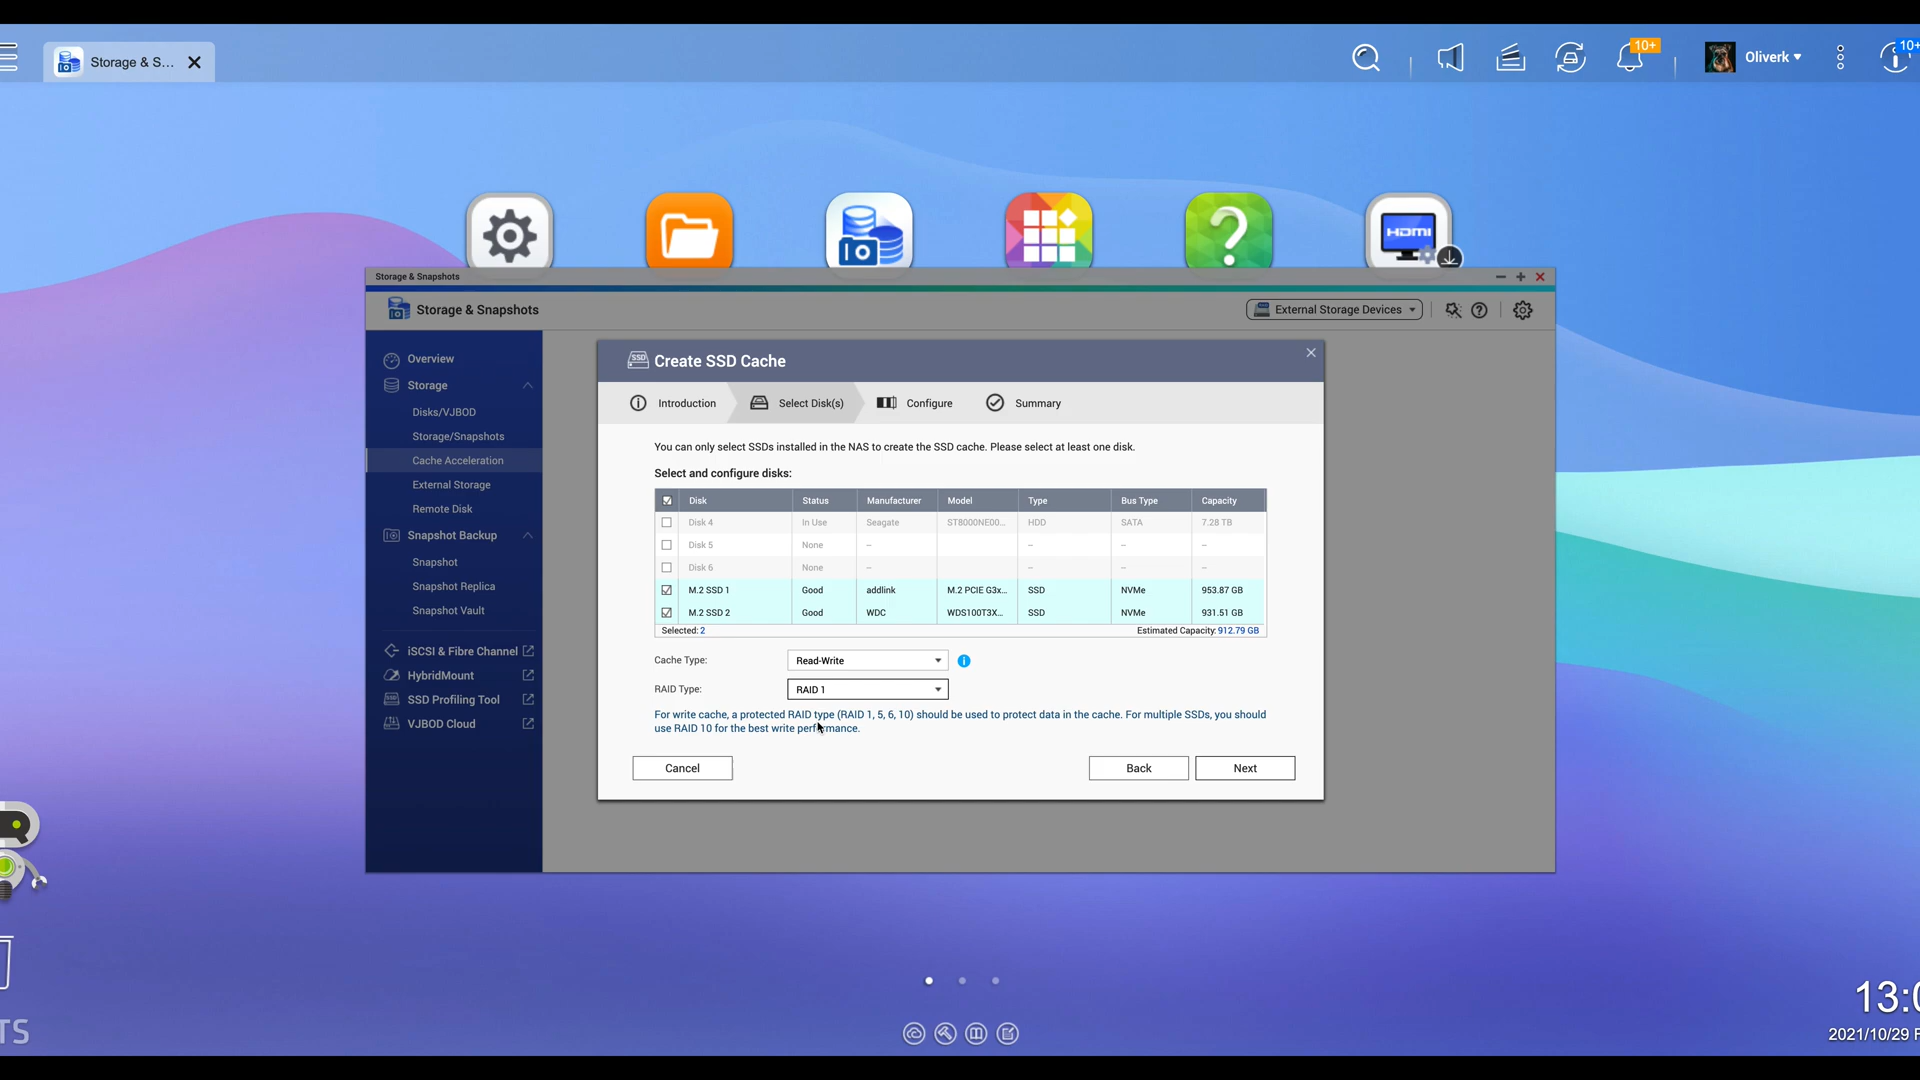 Storage & S...
10+
Oliverk
10+
HDMI
Storage & Snapshots
Storage & Snapshots
External Storage Devices
Overview
Storage
Disks/VJBOD
Storage/Snapshots
Cache Acceleration
External Storage
Remote Disk
Snapshot Backup
Snapshot
Snapshot Replica
Snapshot Vault
iSCSI & Fibre Channel
HybridMount
SSD Profiling Tool
VJBOD Cloud
SSD Create SSD Cache
Introduction Select Disk(s) Configure Summary
You can only select SSDs installed in the NAS to create the SSD cache. Please select at least one disk.
Select and configure disks:
Disk Status Manufacturer Model Type Bus Type Capacity
Disk 4 In Use Seagate ST8000NE00... HDD SATA 7.28 TB
Disk 5 None -- -- -- --
Disk 6 None -- -- -- --
M.2 SSD 1 Good addlink M.2 PCIE G3x... SSD NVMe 953.87 GB
M.2 SSD 2 Good WDC WDS100T3X... SSD NVMe 931.51 GB
Selected: 2 Estimated Capacity: 912.79 GB
Cache Type: Read-Write
RAID Type: RAID 1
For write cache, a protected RAID type (RAID 1, 5, 6, 10) should be used to protect data in the cache. For multiple SSDs, you should
use RAID 10 for the best write performance.
Cancel Back Next
TS
13:0
2021/10/29 F